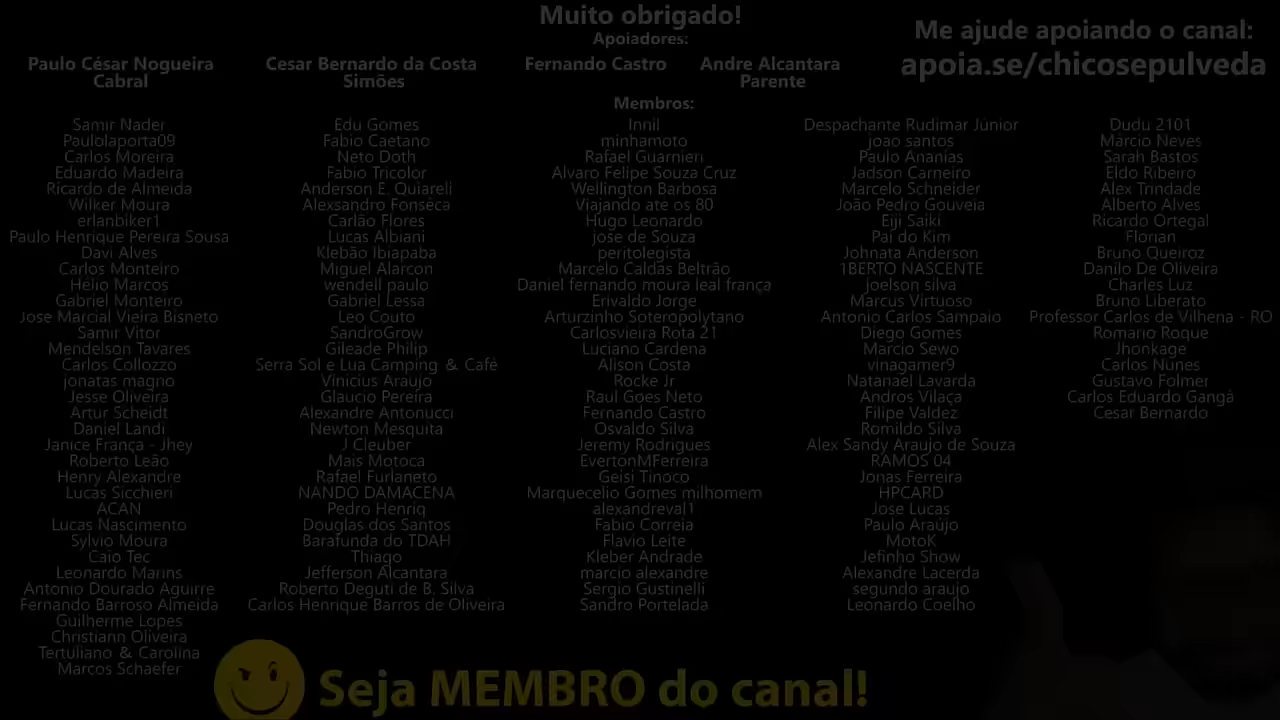 Muito obrigado!
Apoiadores:
Me ajude apoiando o canal:
apoia.se/chicosepulveda
Paulo César Nogueira
Cabral
Cesar Bernardo da Costa
Simões
Fernando Castro
Andre Alcantara
Parente
Membros:
Samir Nader
Paulolaporta09
Carlos Moreira
Eduardo Madeira
Ricardo de Almeida
Wilker Moura
erlanbiker1
Paulo Henrique Pereira Sousa
Davi Alves
Carlos Monteiro
Hélio Marcos
Gabriel Monteiro
Jose Marcial Vieira Bisneto
Samir Vitor
Mendelson Tavares
Carlos Collozzo
jonatas magno
Jesse Oliveira
Artur Scheidt
Daniel Landi
Janice França - Jhey
Roberto Leão
Henry Alexandre
Lucas Sicchieri
ACAN
Lucas Nascimento
Sylvio Moura
Caio Tec
Leonardo Marins
Antonio Dourado Aguirre
Fernando Barroso Almeida
Guilherme Lopes
Christiann Oliveira
Tertuliano & Carolina
Marcos Schaefer
Edu Gomes
Fabio Caetano
Neto Doth
Fabio Tricolor
Anderson E. Quiareli
Alexsandro Fonsêca
Carlão Flores
Lucas Albiani
Klebão Ibiapaba
Miguel Alarcon
wendell paulo
Gabriel Lessa
Leo Couto
SandroGrow
Gileade Philip
Serra Sol e Lua Camping & Café
Vinicius Araujo
Glaucio Pereira
Alexandre Antonucci
Newton Mesquita
J Cleuber
Mais Motoca
Rafael Furlaneto
NANDO DAMACENA
Pedro Henriq
Douglas dos Santos
Barafunda do TDAH
Thiago
Jefferson Alcantara
Roberto Deguti de B. Silva
Carlos Henrique Barros de Oliveira
Innil
minhamoto
Rafael Guarnieri
Alvaro Felipe Souza Cruz
Wellington Barbosa
Viajando ate os 80
Hugo Leonardo
jose de Souza
peritolegista
Marcelo Caldas Beltrão
Daniel fernando moura leal frança
Erivaldo Jorge
Arturzinho Soteropolytano
Carlosvieira Rota 21
Luciano Cardena
Alison Costa
Rocke Jr
Raul Goes Neto
Fernando Castro
Osvaldo Silva
Jeremy Rodrigues
EvertonMFerreira
Geisi Tinoco
Marquecelio Gomes milhomem
alexandreval1
Fabio Correia
Flavio Leite
Kleber Andrade
marcio alexandre
Sergio Gustinelli
Sandro Portelada
Despachante Rudimar Junior
joao santos
Paulo Ananias
Jadson Carneiro
Marcelo Schneider
João Pedro Gouveia
Eiji Saiki
Pai do Kim
Johnata Anderson
1BERTO NASCENTE
joelson silva
Marcus Virtuoso
Antonio Carlos Sampaio
Diego Gomes
Marcio Sewo
vinagamer9
Natanael Lavarda
Andros Vilaça
Filipe Valdez
Romildo Silva
Alex Sandy Araujo de Souza
RAMOS 04
Jonas Ferreira
HPCARD
Jose Lucas
Paulo Araújo
MotoK
Jefinho Show
Alexandre Lacerda
segundo araujo
Leonardo Coelho
Dudu 2101
Márcio Neves
Sarah Bastos
Eldo Ribeiro
Alex Trindade
Alberto Alves
Ricardo Ortegal
Florian
Bruno Queiroz
Danilo De Oliveira
Charles Luz
Bruno Liberato
Professor Carlos de Vilhena - RO
Romario Roque
Jhonkage
Carlos Nunes
Gustavo Folmer
Carlos Eduardo Gangá
Cesar Bernardo
Seja MEMBRO do canal!